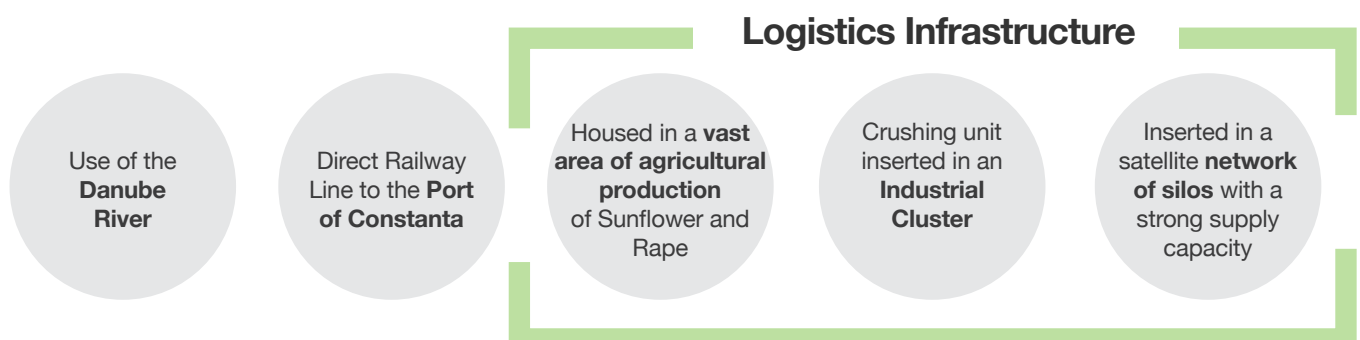 Logistics Infrastructure
Use of the
Danube
River
Direct Railway
Line to the Port
of Constanta
Housed in a vast
area of agricultural
production
of Sunflower and
Rape
Crushing unit
inserted in an
Industrial
Cluster
Inserted in a
satellite network
of silos with a
strong supply
capacity